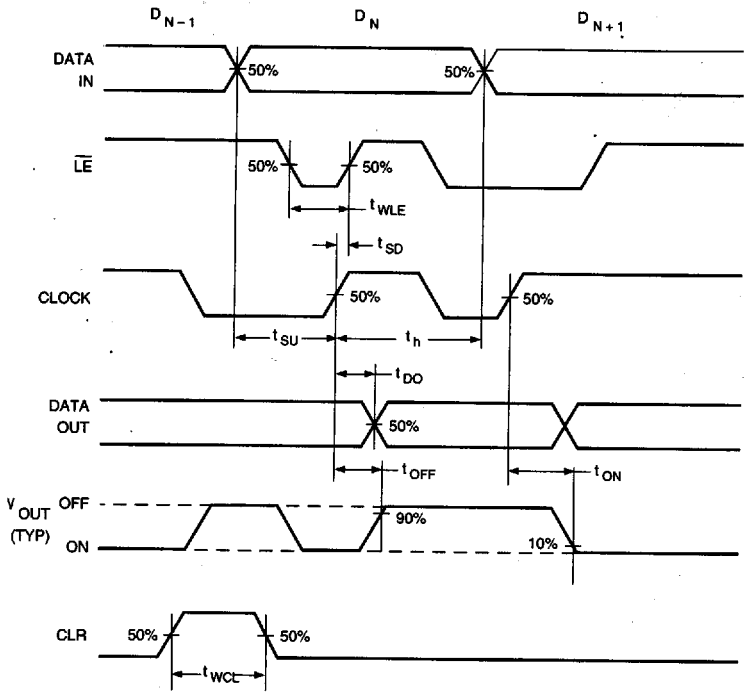 D N-1 D N D N+1
DATA IN 50% 50%
LE 50% 50%
t WLE
t SD
CLOCK 50% 50%
t SU t h
t DO
DATA OUT 50%
t OFF t ON
V OUT (TYP) OFF
90%
ON 10%
CLR 50% 50%
t WCL